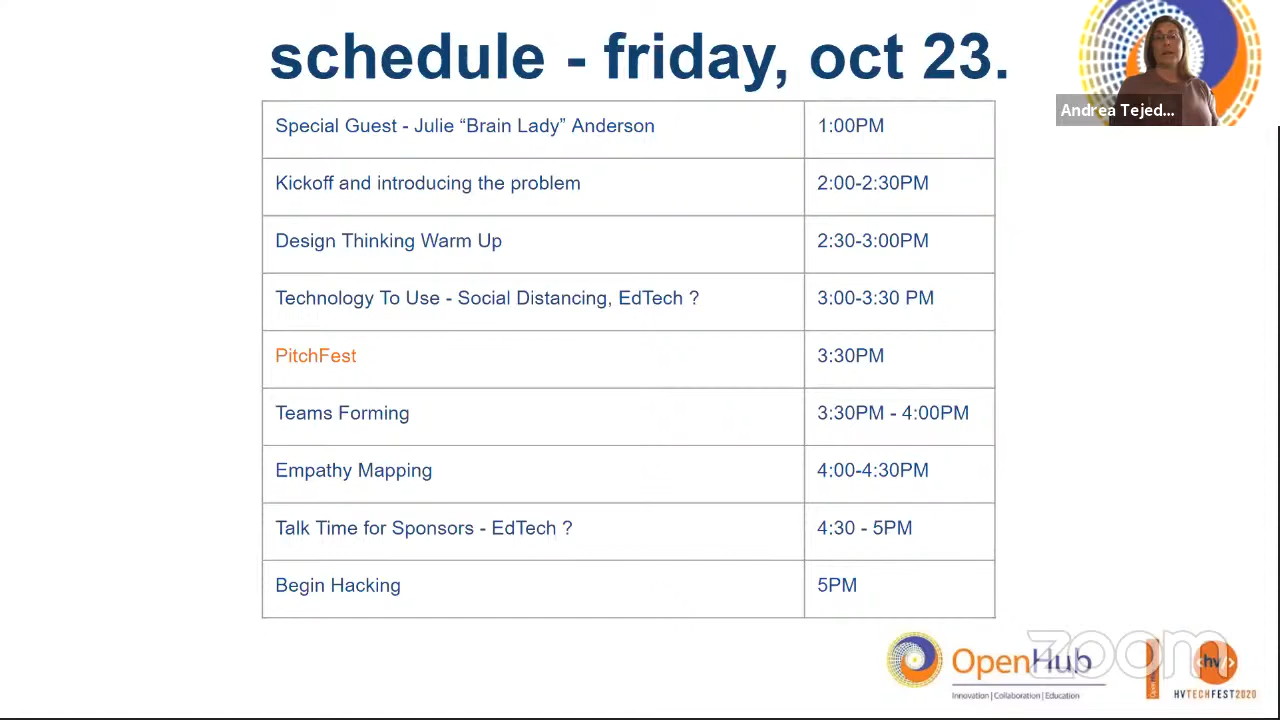 schedule - friday, oct 23.
Andrea Tejed...
Special Guest - Julie “Brain Lady” Anderson 1:00PM
Kickoff and introducing the problem 2:00-2:30PM
Design Thinking Warm Up 2:30-3:00PM
Technology To Use - Social Distancing, EdTech ? 3:00-3:30 PM
PitchFest 3:30PM
Teams Forming 3:30PM - 4:00PM
Empathy Mapping 4:00-4:30PM
Talk Time for Sponsors - EdTech ? 4:30 - 5PM
Begin Hacking 5PM
OpenHub
Innovation | Collaboration | Education
zoom
hv
HVTECHFEST2020